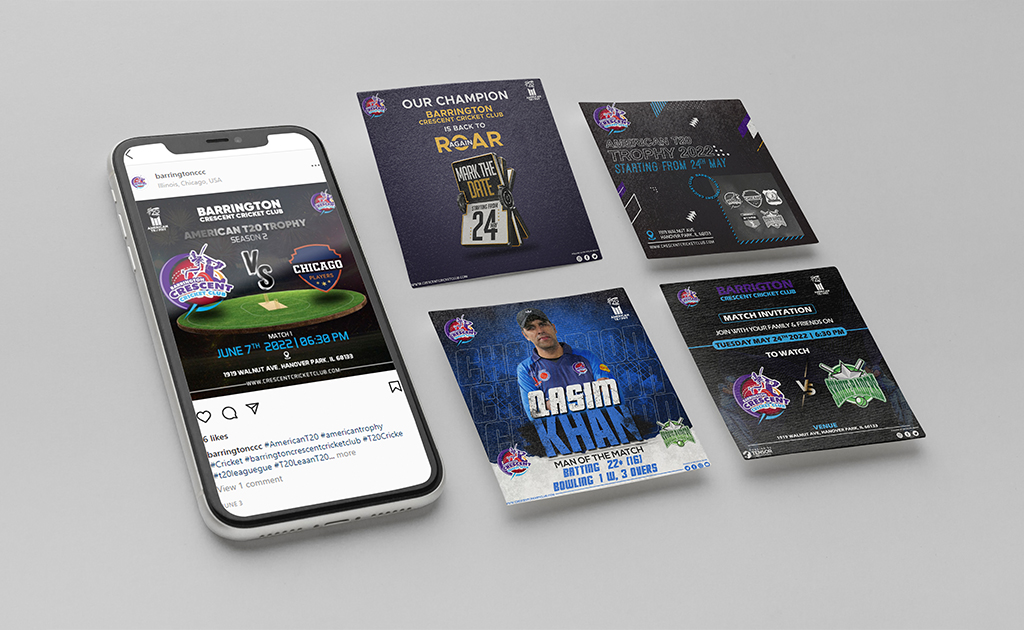 barringtonccc
Illinois, Chicago, USA
BARRINGTON
CRESCENT CRICKET CLUB
AMERICAN T20 TROPHY
SEASON 2
BARRINGTON
CRESCENT
CRICKET CLUB
VS
CHICAGO
PLAYERS
MATCH 1
JUNE 7TH 2022 | 06:30 PM
1919 WALNUT AVE, HANOVER PARK, IL 68133
WWW.CRESCENTCRICKETCLUB.COM
6 likes
barringtonccc #AmericanT20 #americantrophy
#Cricket #barringtoncrescentcricketclub #T20Cricke
#t20leaguegue #T20LeaanT20... more
View 1 comment
JUNE 3
OUR CHAMPION
BARRINGTON
CRESCENT CRICKET CLUB
IS BACK TO
ROAR
AGAIN
MARK THE
DATE
STARTING FROM
24
WWW.CRESCENTCRICKETCLUB.COM
AMERICAN T20
TROPHY 2022
STARTING FROM 24TH MAY
1919 WALNUT AVE,
HANOVER PARK, IL 60133
WWW.CRESCENTCRICKETCLUB.COM
CHAMPION
QASIM
KHAN
CRESCENT
MAN OF THE MATCH
BATTING 22* (16)
BOWLING 1 W, 3 OVERS
BARRIGTON
CRESCENT CRICKET CLUB
MATCH INVITATION
JOIN WITH YOUR FAMILY & FRIENDS ON
TUESDAY MAY 24TH 2022 | 6:30 PM
TO WATCH
CRESCENT
VS
VENUE
1919 WALNUT AVE, HANOVER PARK, IL 60133
TENSON